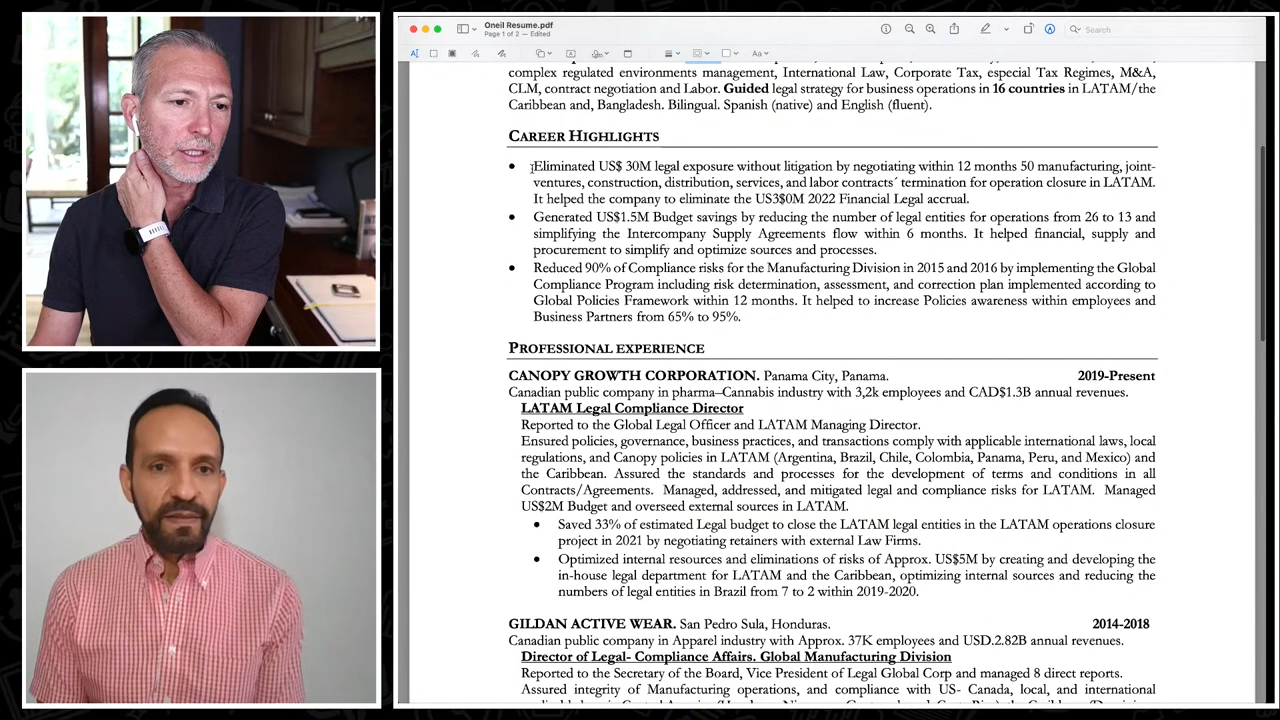 Oneil Resume.pdf
Page 1 of 2 — Edited
Search
Aa
complex regulated environments management, International Law, Corporate Tax, especial Tax Regimes, M&A,
CLM, contract negotiation and Labor. Guided legal strategy for business operations in 16 countries in LATAM/the
Caribbean and, Bangladesh. Bilingual. Spanish (native) and English (fluent).
CAREER HIGHLIGHTS
• Eliminated US$ 30M legal exposure without litigation by negotiating within 12 months 50 manufacturing, joint-
ventures, construction, distribution, services, and labor contracts´ termination for operation closure in LATAM.
It helped the company to eliminate the US3$0M 2022 Financial Legal accrual.
• Generated US$1.5M Budget savings by reducing the number of legal entities for operations from 26 to 13 and
simplifying the Intercompany Supply Agreements flow within 6 months. It helped financial, supply and
procurement to simplify and optimize sources and processes.
• Reduced 90% of Compliance risks for the Manufacturing Division in 2015 and 2016 by implementing the Global
Compliance Program including risk determination, assessment, and correction plan implemented according to
Global Policies Framework within 12 months. It helped to increase Policies awareness within employees and
Business Partners from 65% to 95%.
PROFESSIONAL EXPERIENCE
CANOPY GROWTH CORPORATION. Panama City, Panama. 2019-Present
Canadian public company in pharma–Cannabis industry with 3,2k employees and CAD$1.3B annual revenues.
LATAM Legal Compliance Director
Reported to the Global Legal Officer and LATAM Managing Director.
Ensured policies, governance, business practices, and transactions comply with applicable international laws, local
regulations, and Canopy policies in LATAM (Argentina, Brazil, Chile, Colombia, Panama, Peru, and Mexico) and
the Caribbean. Assured the standards and processes for the development of terms and conditions in all
Contracts/Agreements. Managed, addressed, and mitigated legal and compliance risks for LATAM. Managed
US$2M Budget and overseed external sources in LATAM.
• Saved 33% of estimated Legal budget to close the LATAM legal entities in the LATAM operations closure
project in 2021 by negotiating retainers with external Law Firms.
• Optimized internal resources and eliminations of risks of Approx. US$5M by creating and developing the
in-house legal department for LATAM and the Caribbean, optimizing internal sources and reducing the
numbers of legal entities in Brazil from 7 to 2 within 2019-2020.
GILDAN ACTIVE WEAR. San Pedro Sula, Honduras. 2014-2018
Canadian public company in Apparel industry with Approx. 37K employees and USD.2.82B annual revenues.
Director of Legal- Compliance Affairs. Global Manufacturing Division
Reported to the Secretary of the Board, Vice President of Legal Global Corp and managed 8 direct reports.
Assured integrity of Manufacturing operations, and compliance with US- Canada, local, and international